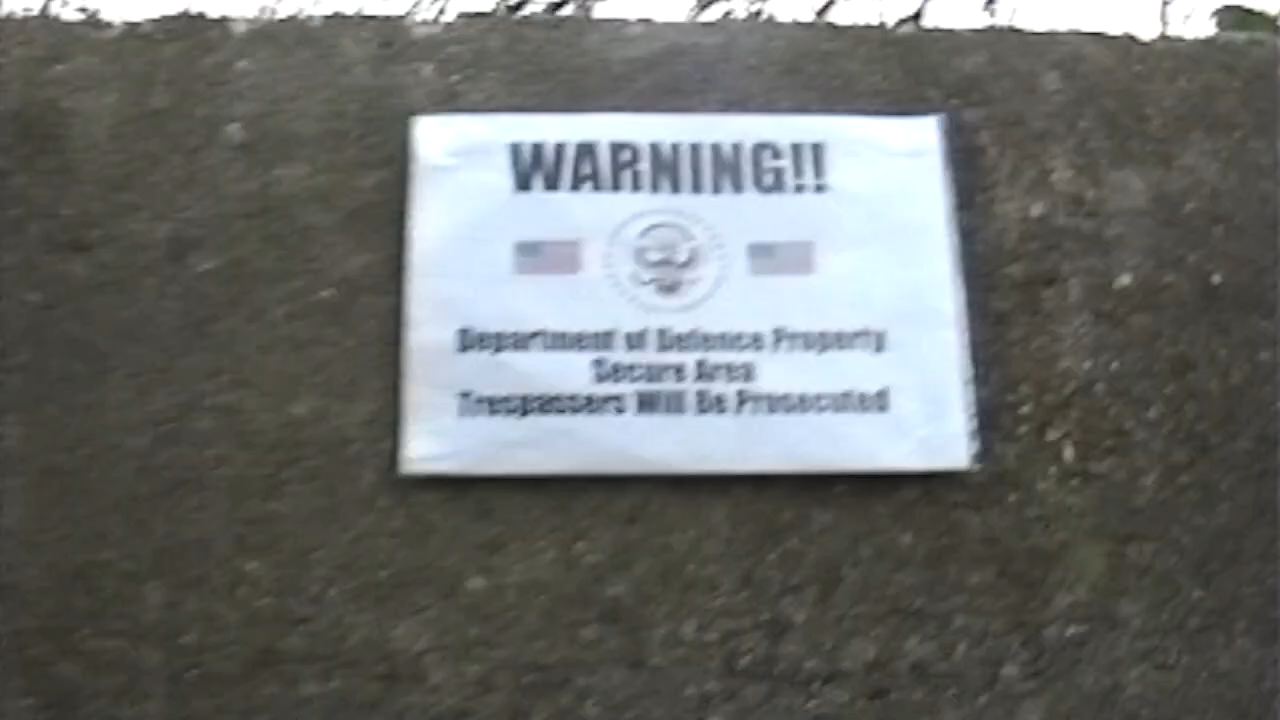 WARNING!!
Department of Defence Property
Secure Area
Trespassers Will Be Prosecuted